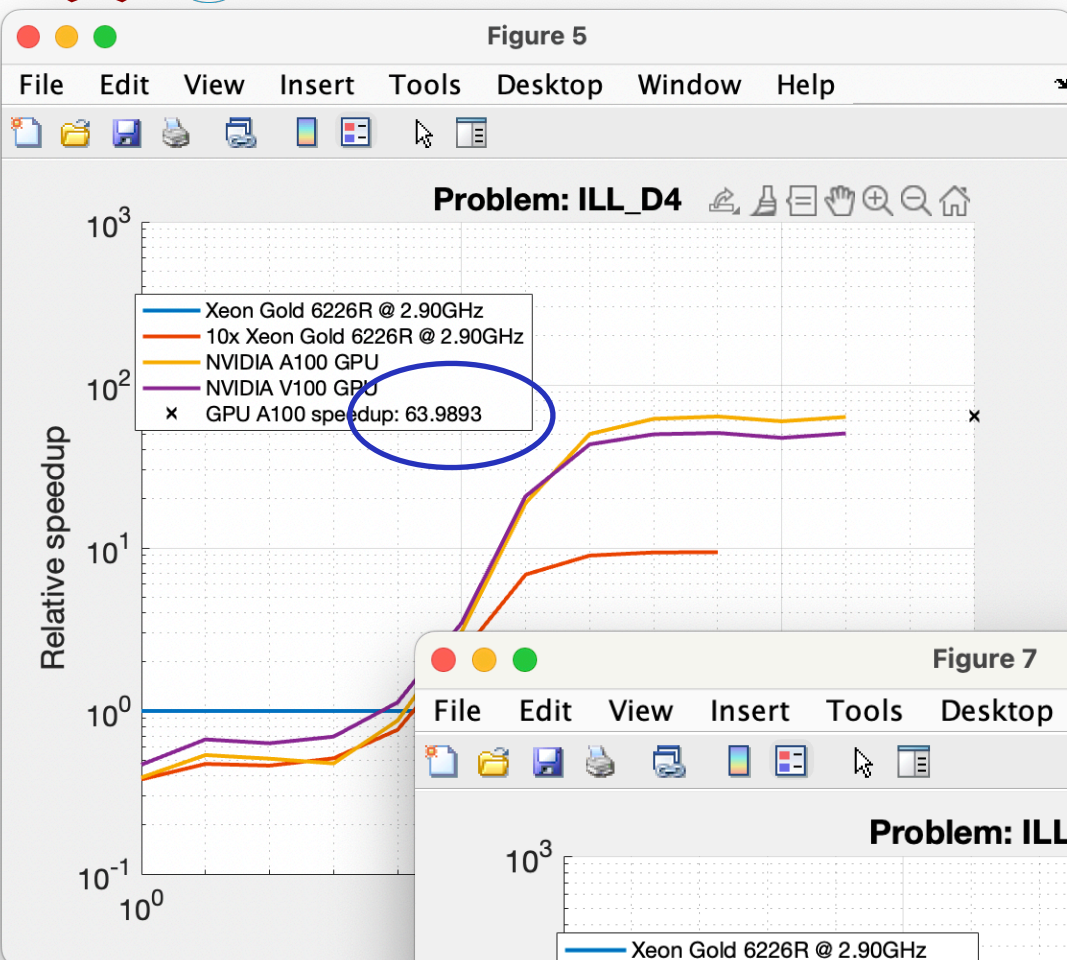 Figure 5
File Edit View Insert Tools Desktop Window Help
Problem: ILL_D4
10³
Xeon Gold 6226R @ 2.90GHz
10x Xeon Gold 6226R @ 2.90GHz
NVIDIA A100 GPU
10²
NVIDIA V100 GPU
GPU A100 speedup: 63.9893
Relative speedup
10¹
10⁰
10⁻¹
10⁰
Figure 7
File Edit View Insert Tools Desktop
Problem: ILL
10³
Xeon Gold 6226R @ 2.90GHz